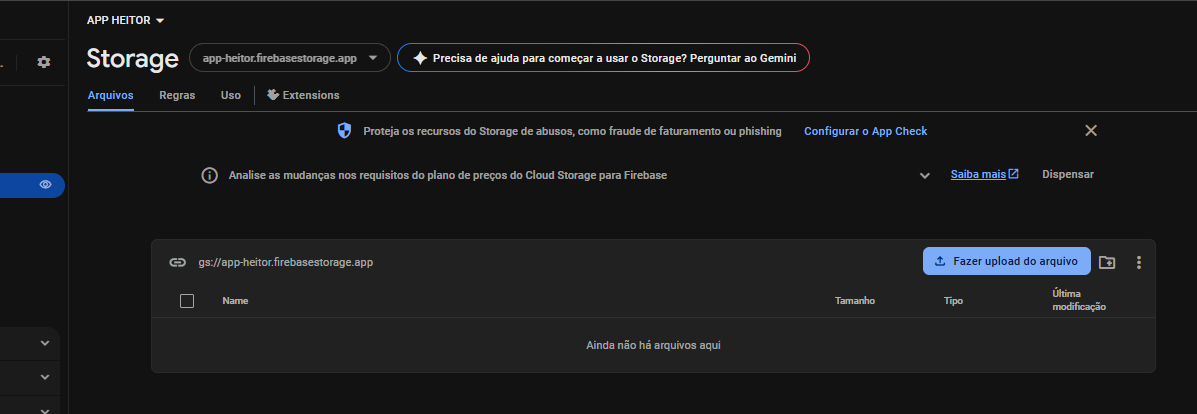 APP HEITOR
Storage
app-heitor.firebasestorage.app
Precisa de ajuda para começar a usar o Storage? Perguntar ao Gemini
Arquivos
Regras
Uso
Extensions
Proteja os recursos do Storage de abusos, como fraude de faturamento ou phishing
Configurar o App Check
Analise as mudanças nos requisitos do plano de preços do Cloud Storage para Firebase
Saiba mais
Dispensar
gs://app-heitor.firebasestorage.app
Fazer upload do arquivo
Name
Tamanho
Tipo
Última
modificação
Ainda não há arquivos aqui